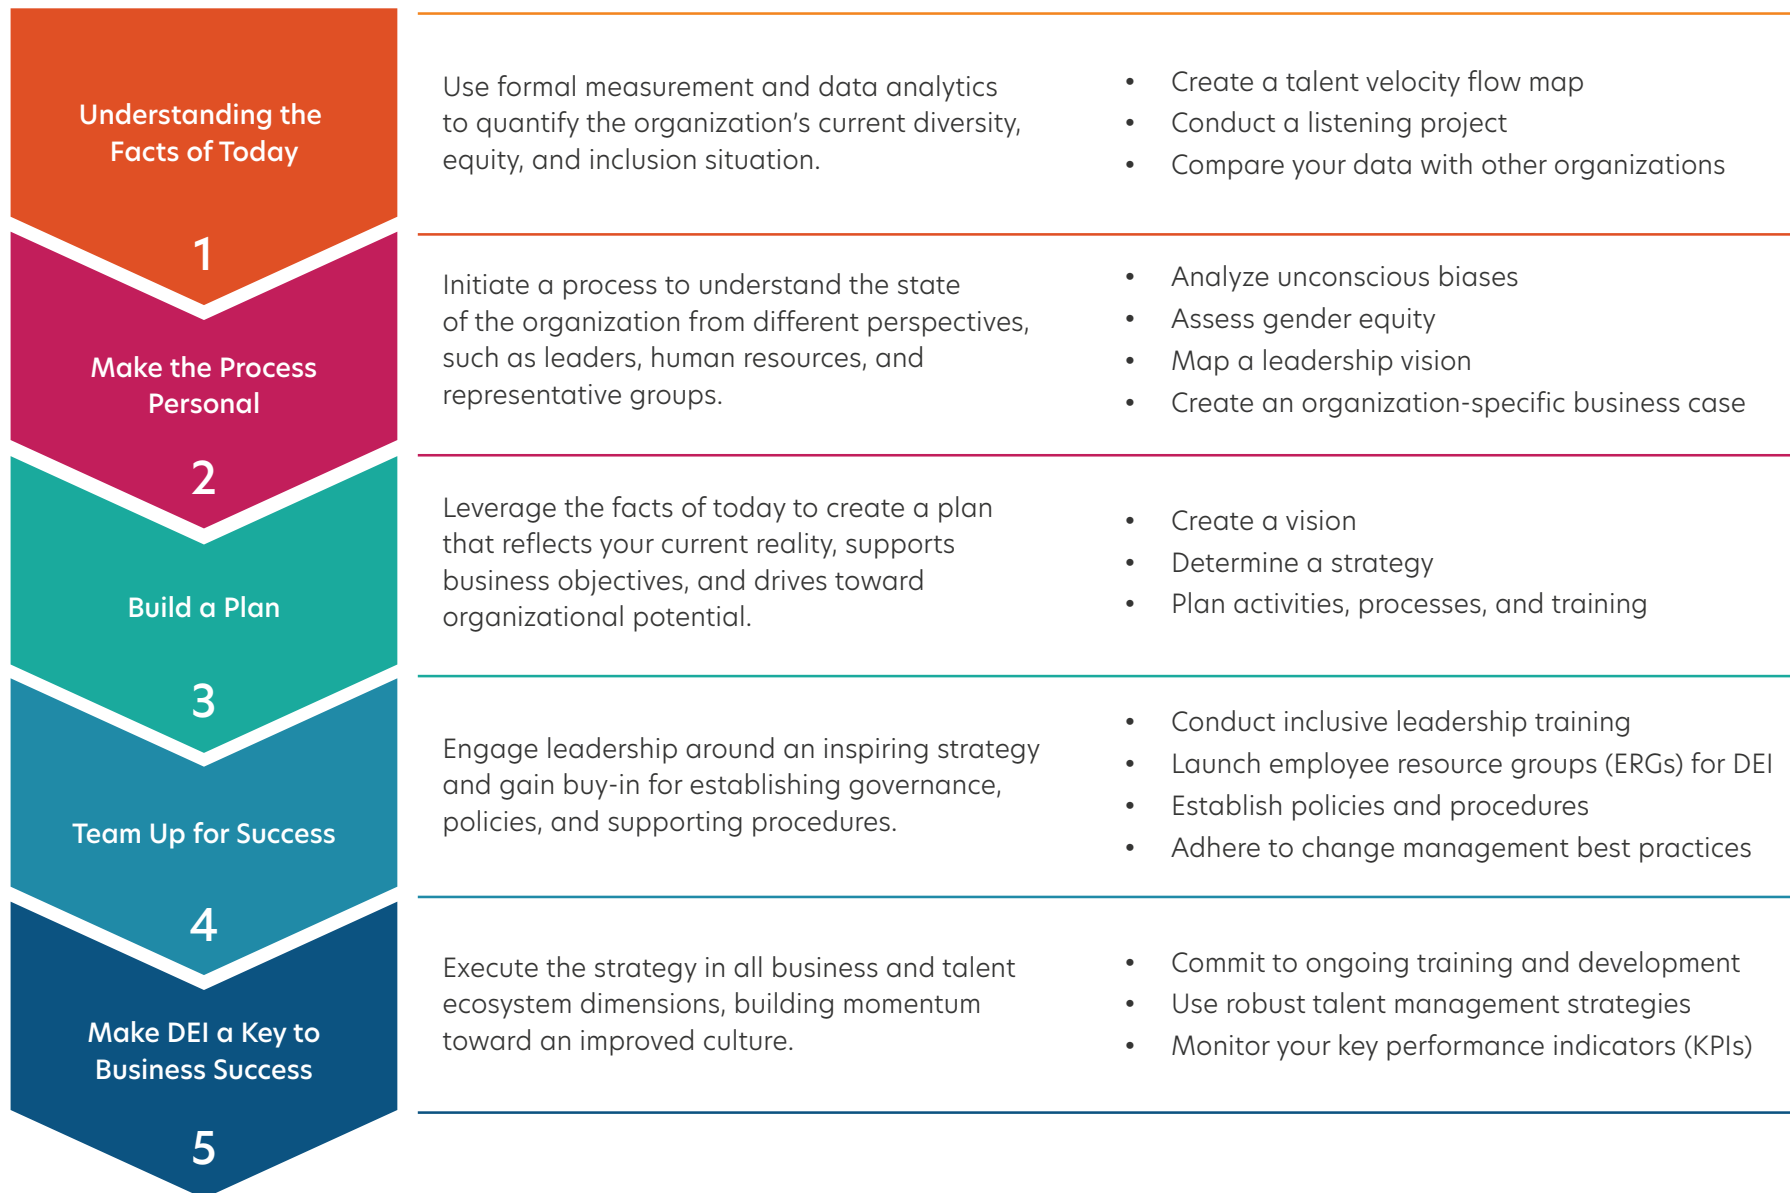 Understanding the
Facts of Today
1
Use formal measurement and data analytics
to quantify the organization’s current diversity,
equity, and inclusion situation.
• Create a talent velocity flow map
• Conduct a listening project
• Compare your data with other organizations
Make the Process
Personal
2
Initiate a process to understand the state
of the organization from different perspectives,
such as leaders, human resources, and
representative groups.
• Analyze unconscious biases
• Assess gender equity
• Map a leadership vision
• Create an organization-specific business case
Build a Plan
3
Leverage the facts of today to create a plan
that reflects your current reality, supports
business objectives, and drives toward
organizational potential.
• Create a vision
• Determine a strategy
• Plan activities, processes, and training
Team Up for Success
4
Engage leadership around an inspiring strategy
and gain buy-in for establishing governance,
policies, and supporting procedures.
• Conduct inclusive leadership training
• Launch employee resource groups (ERGs) for DEI
• Establish policies and procedures
• Adhere to change management best practices
Make DEI a Key to
Business Success
5
Execute the strategy in all business and talent
ecosystem dimensions, building momentum
toward an improved culture.
• Commit to ongoing training and development
• Use robust talent management strategies
• Monitor your key performance indicators (KPIs)